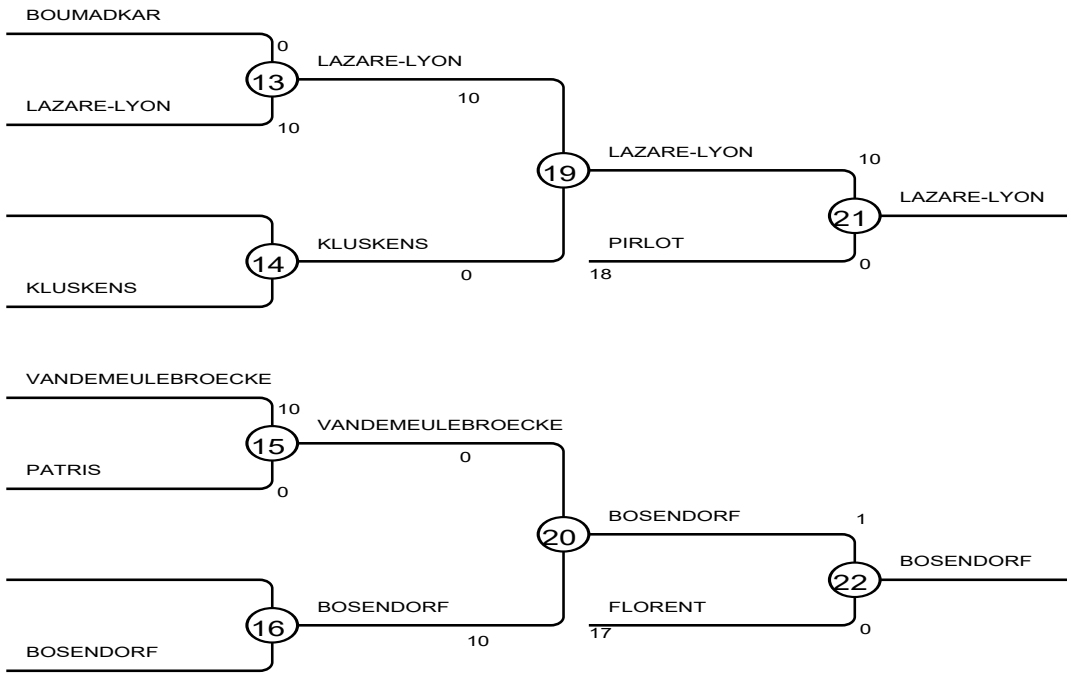 BOUMADKAR
0
13
LAZARE-LYON
10
LAZARE-LYON
10
19
LAZARE-LYON
10
21
LAZARE-LYON
14
KLUSKENS
0
PIRLOT
18
0
KLUSKENS
VANDEMEULEBROECKE
10
15
VANDEMEULEBROECKE
0
PATRIS
0
20
BOSENDORF
1
22
BOSENDORF
16
BOSENDORF
10
FLORENT
17
0
BOSENDORF